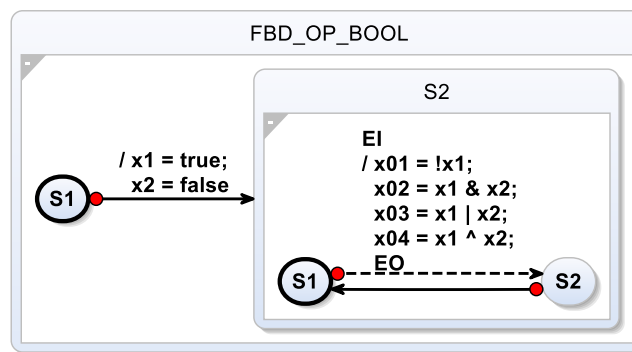 FBD_OP_BOOL
-
S2
-
/ x1 = true;
x2 = false
S1
EI
/ x01 = !x1;
x02 = x1 & x2;
x03 = x1 | x2;
x04 = x1 ^ x2;
EO
S1
S2